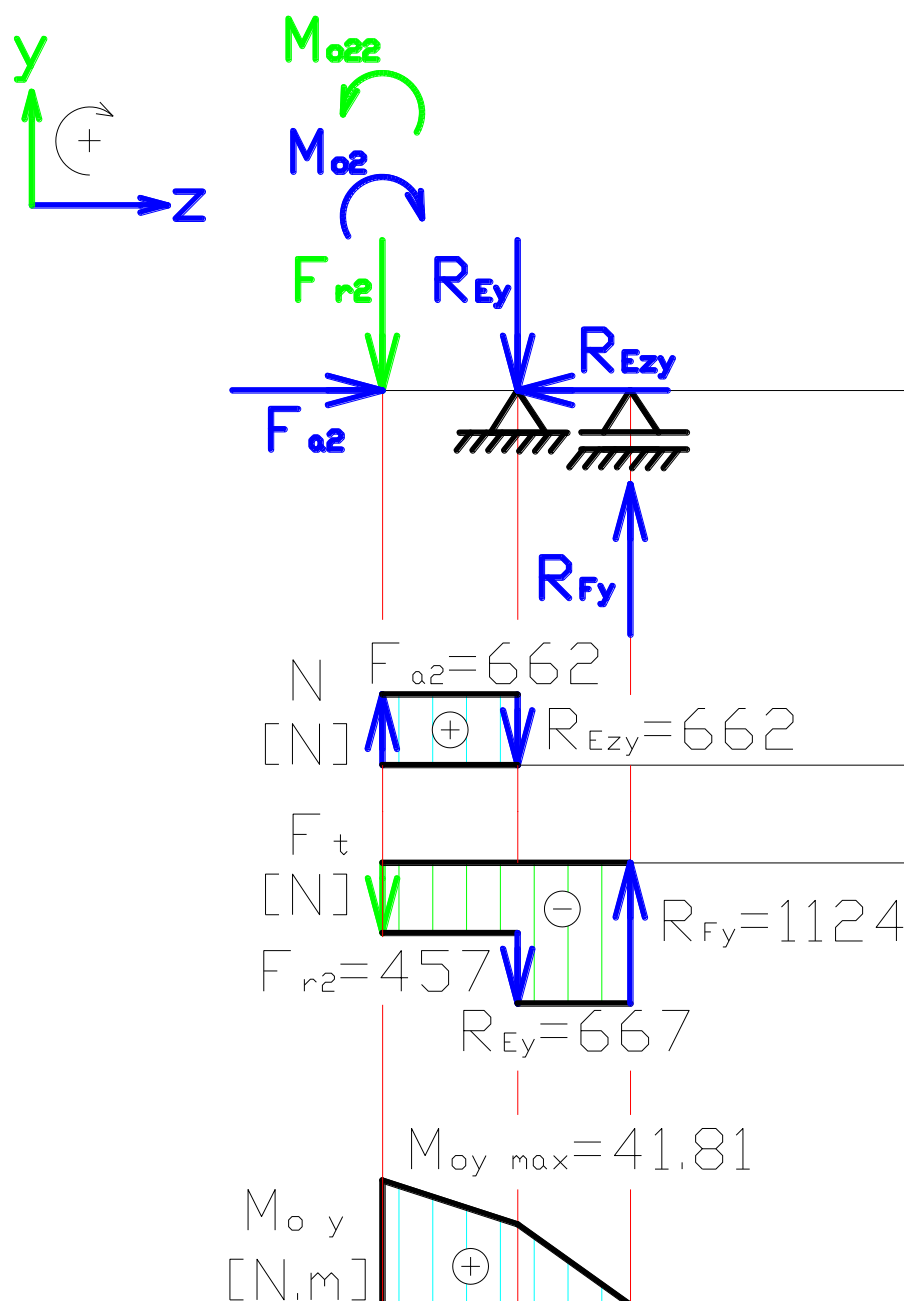 Mo22
y
+
Mo2
z
Fr2
REy
REzy
Fa2
RFy
N
Fa2=662
[N]
+
REzy=662
Ft
[N]
−
RFy=1124
Fr2=457
REy=667
Moy max=41.81
Mo y
[N.m]
+